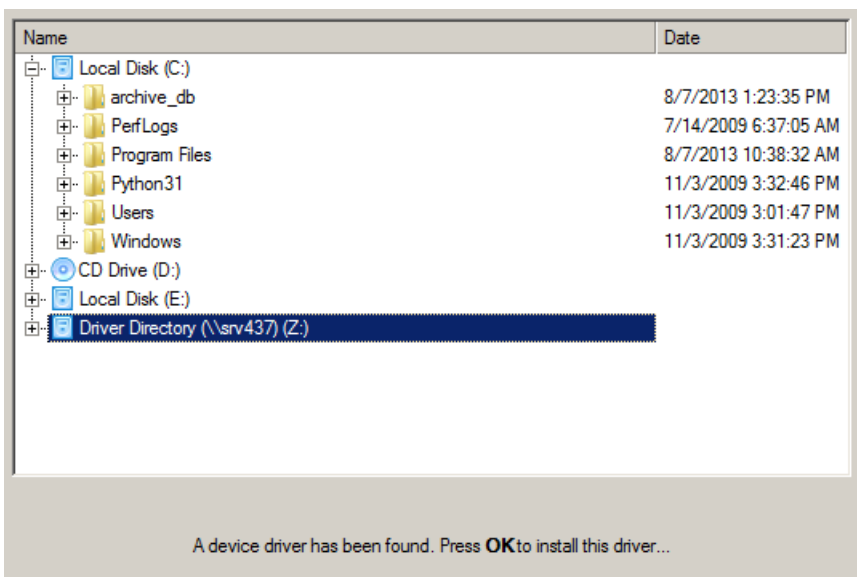 Name Date
Local Disk (C:)
archive_db 8/7/2013 1:23:35 PM
PerfLogs 7/14/2009 6:37:05 AM
Program Files 8/7/2013 10:38:32 AM
Python31 11/3/2009 3:32:46 PM
Users 11/3/2009 3:01:47 PM
Windows 11/3/2009 3:31:23 PM
CD Drive (D:)
Local Disk (E:)
Driver Directory (\\srv437) (Z:)
A device driver has been found. Press OK to install this driver...